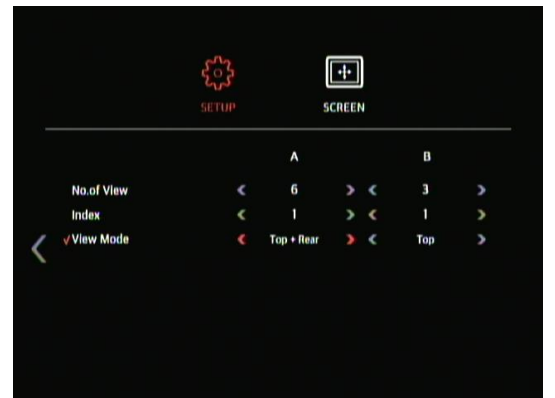 SETUP SCREEN
A B
No.of View 6 3
Index 1 1
√View Mode Top + Rear Top